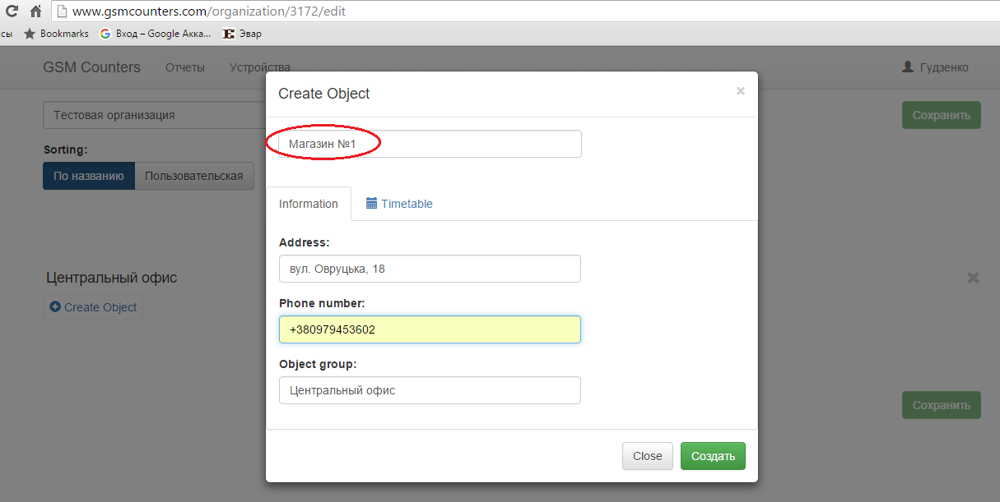 www.gsmcounters.com/organization/3172/edit
сы Bookmarks Вход – Google Акка... Эвар
GSM Counters Отчеты Устройства Гудзенко
Create Object ×
Тестовая организация
Сохранить
Магазин №1
Sorting:
По названию Пользовательская
Information Timetable
Address:
вул. Овруцька, 18
Центральный офис
Create Object
Phone number:
+380979453602
Object group:
Центральный офис
Сохранить
Close Создать